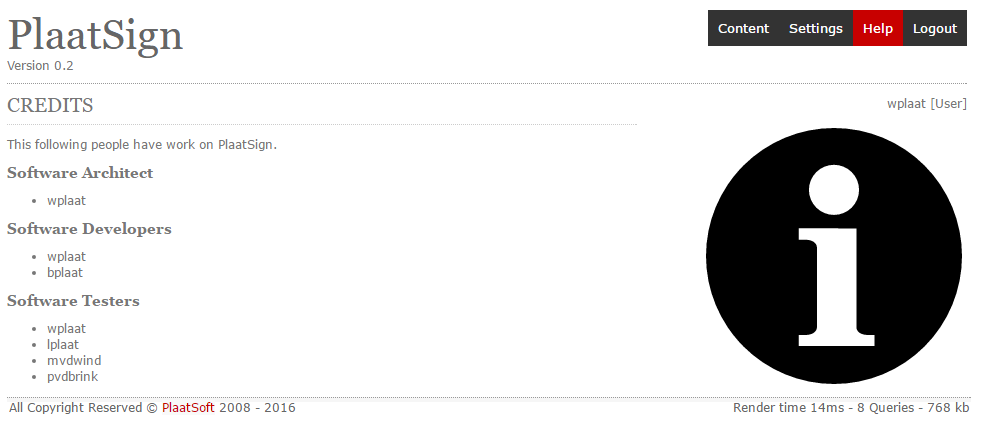 PlaatSign
Version 0.2
Content Settings Help Logout
CREDITS
wplaat [User]
This following people have work on PlaatSign.
Software Architect
• wplaat
Software Developers
• wplaat
• bplaat
Software Testers
• wplaat
• lplaat
• mvdwind
• pvdbrink
All Copyright Reserved © PlaatSoft 2008 - 2016
Render time 14ms - 8 Queries - 768 kb